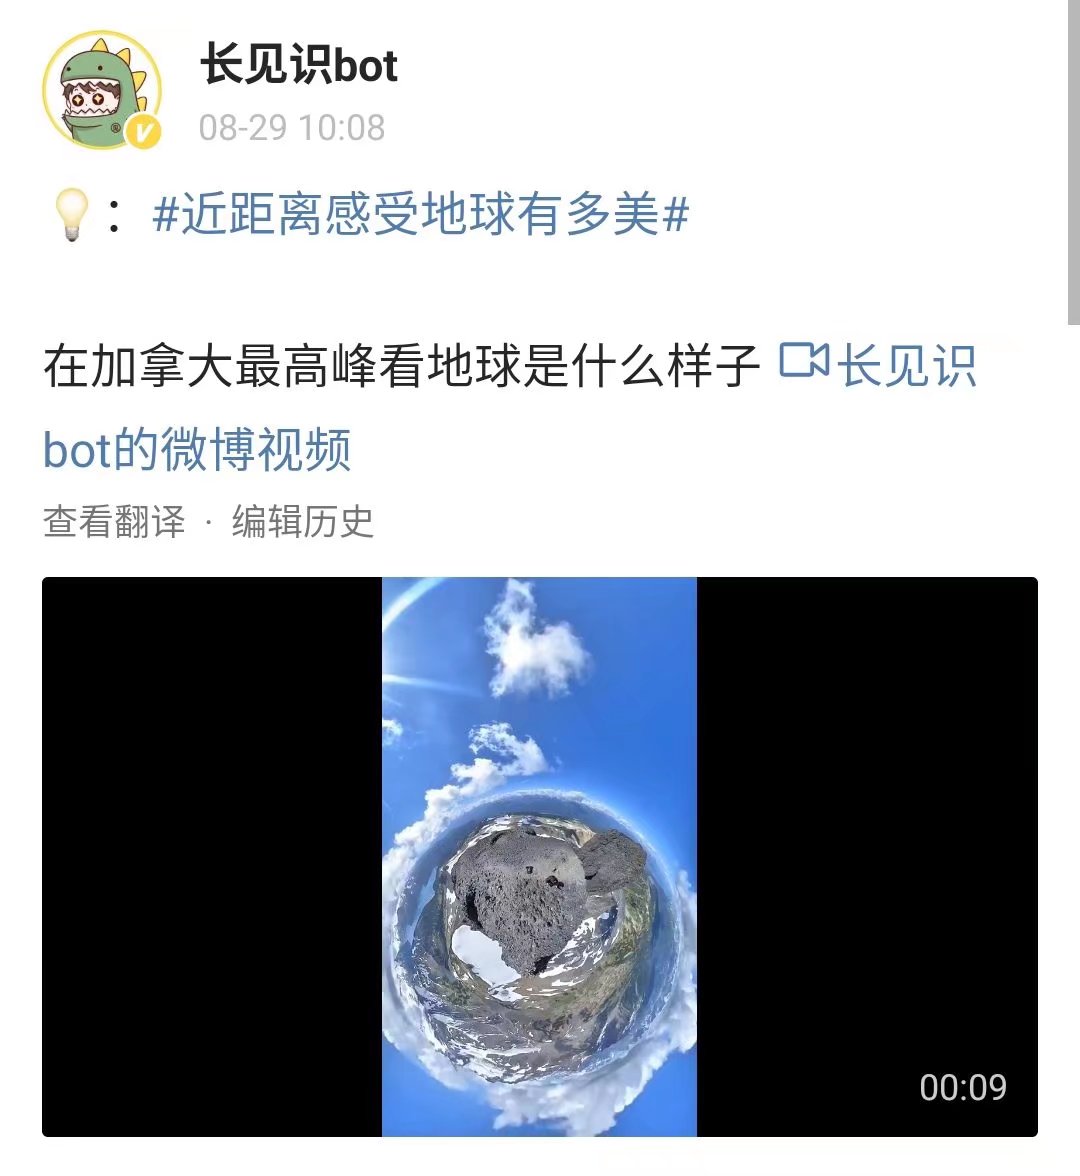 长见识bot
08-29 10:08
💡：#近距离感受地球有多美#
在加拿大最高峰看地球是什么样子 长见识
bot的微博视频
查看翻译 · 编辑历史
00:09